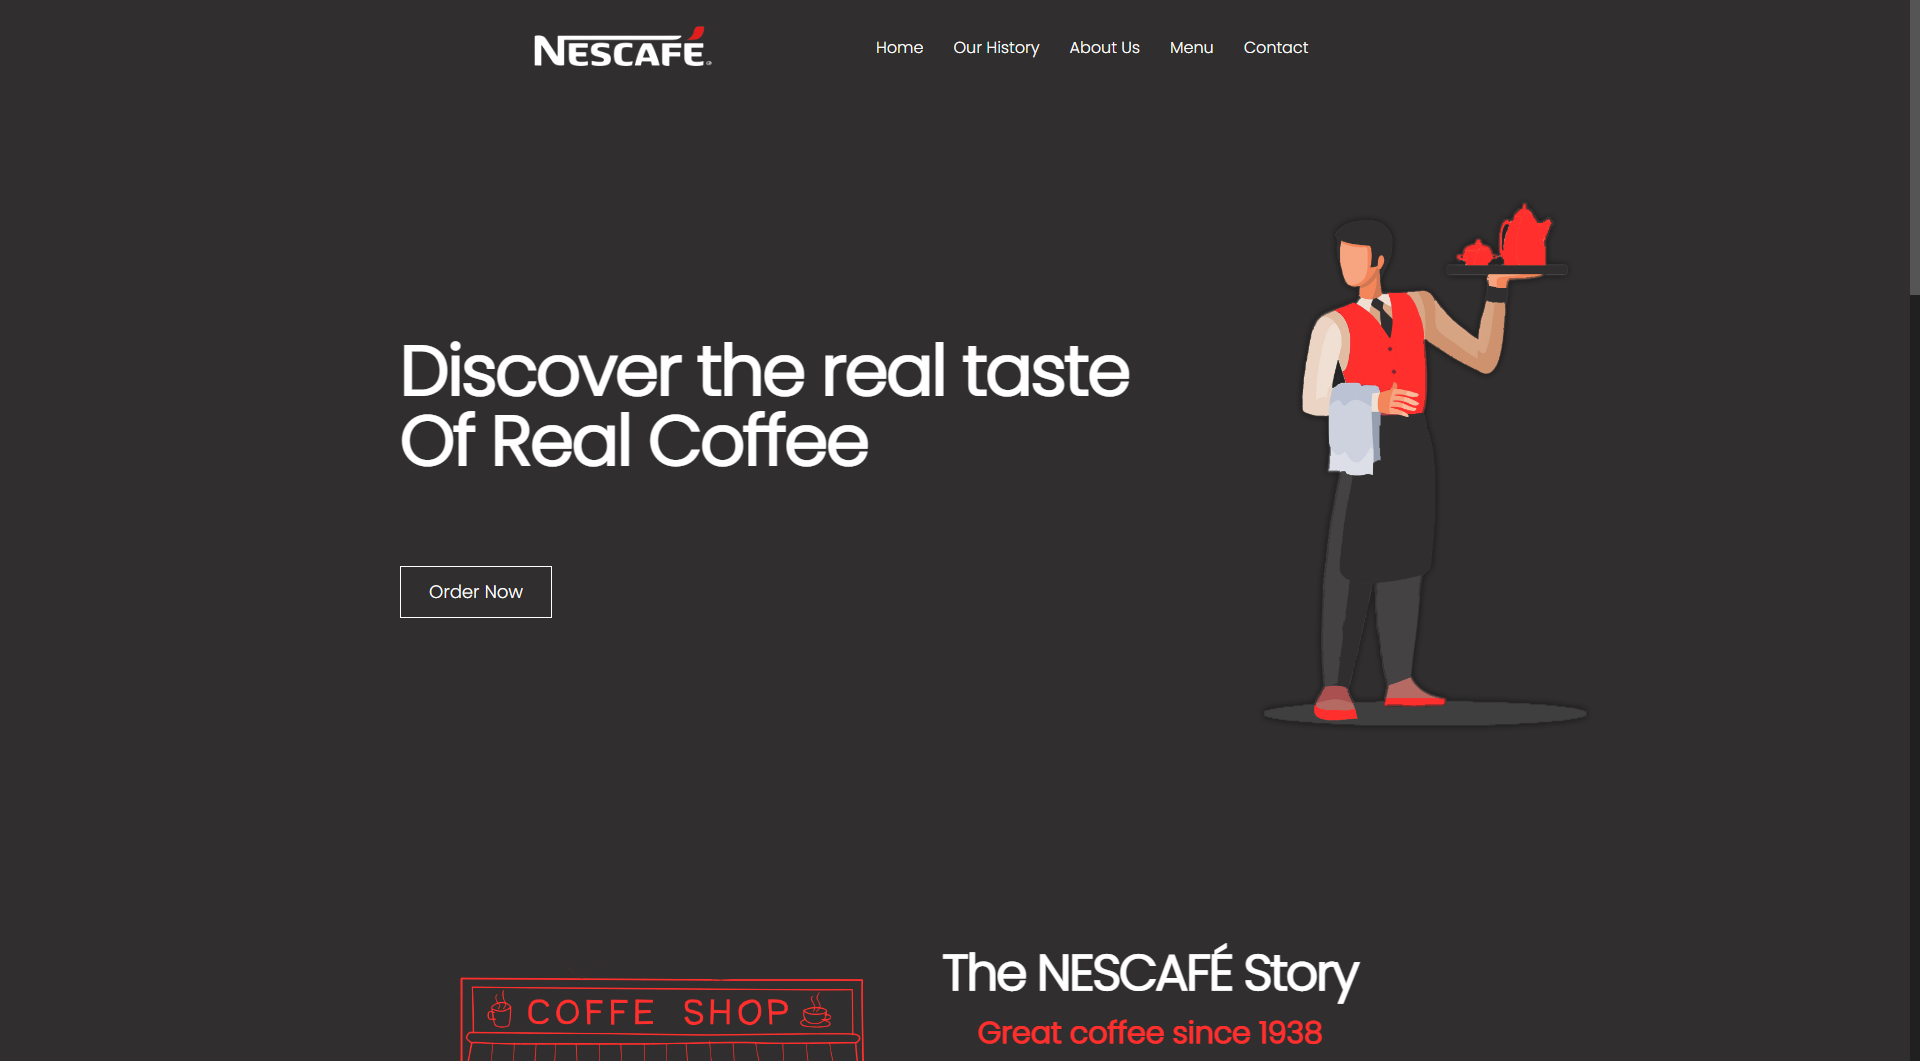 NESCAFÉ
Home Our History About Us Menu Contact
Discover the real taste
Of Real Coffee
Order Now
The NESCAFÉ Story
Great coffee since 1938
COFFE SHOP